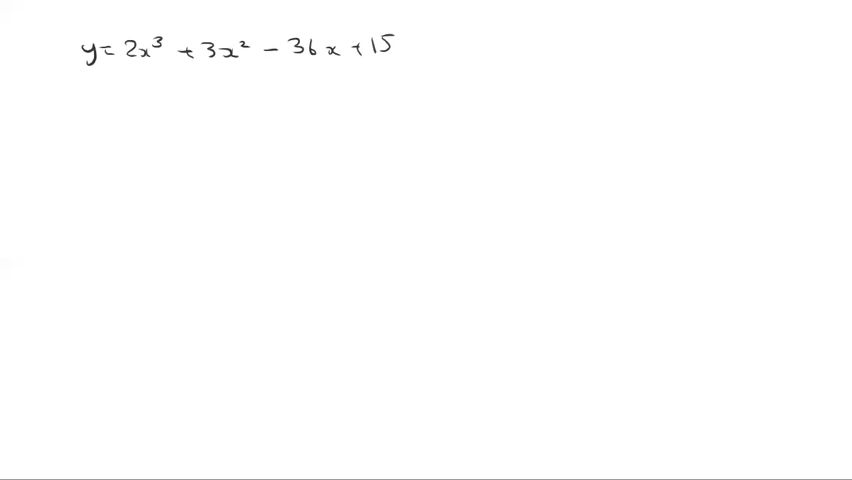 y = 2x³ + 3x² - 36x + 15